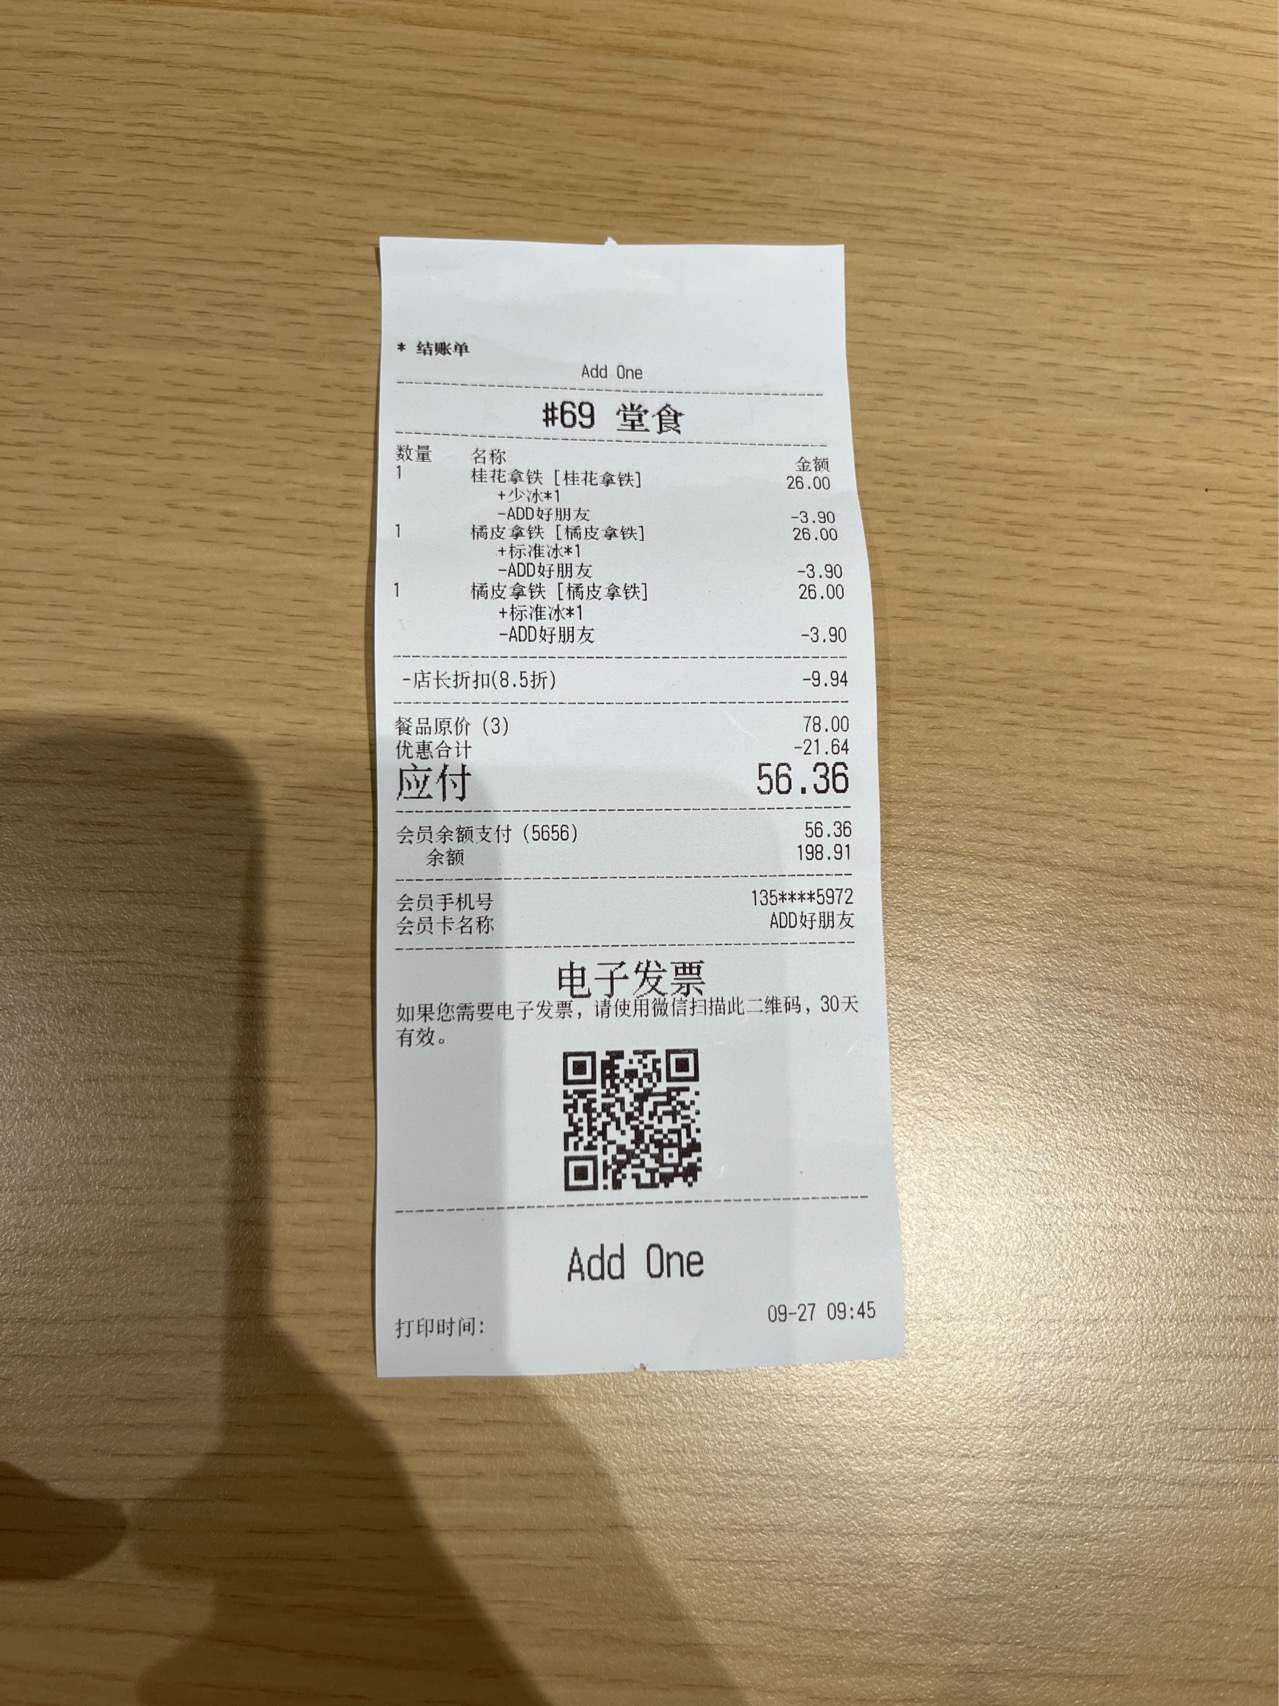 * 结账单
Add One
#69 堂食
数量 名称 金额
1 桂花拿铁 [桂花拿铁] 26.00
+少冰*1
-ADD好朋友 -3.90
1 橘皮拿铁 [橘皮拿铁] 26.00
+标准冰*1
-ADD好朋友 -3.90
1 橘皮拿铁 [橘皮拿铁] 26.00
+标准冰*1
-ADD好朋友 -3.90
-店长折扣(8.5折) -9.94
餐品原价 (3) 78.00
优惠合计 -21.64
应付 56.36
会员余额支付 (5656) 56.36
余额 198.91
会员手机号 135****5972
会员卡名称 ADD好朋友
电子发票
如果您需要电子发票，请使用微信扫描此二维码，30天
有效。
Add One
打印时间: 09-27 09:45